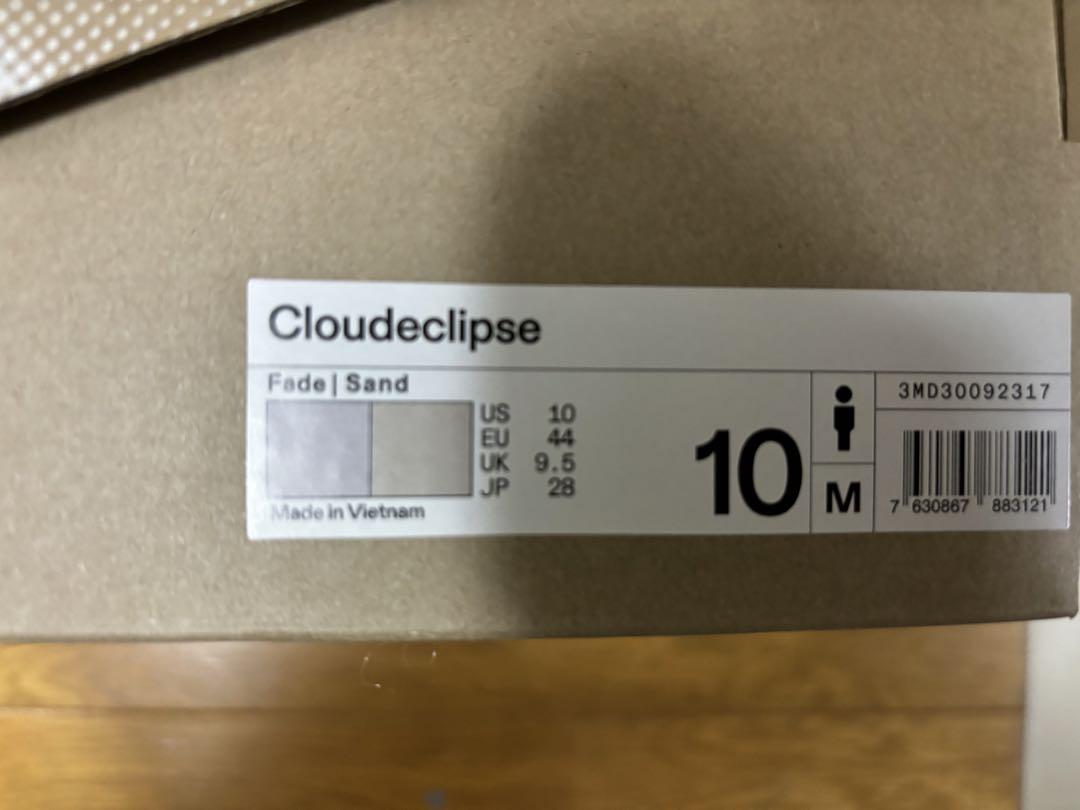 Cloudeclipse
Fade | Sand
US 10
EU 44
UK 9.5
JP 28
Made in Vietnam
10
M
3MD30092317
7 630867 883121